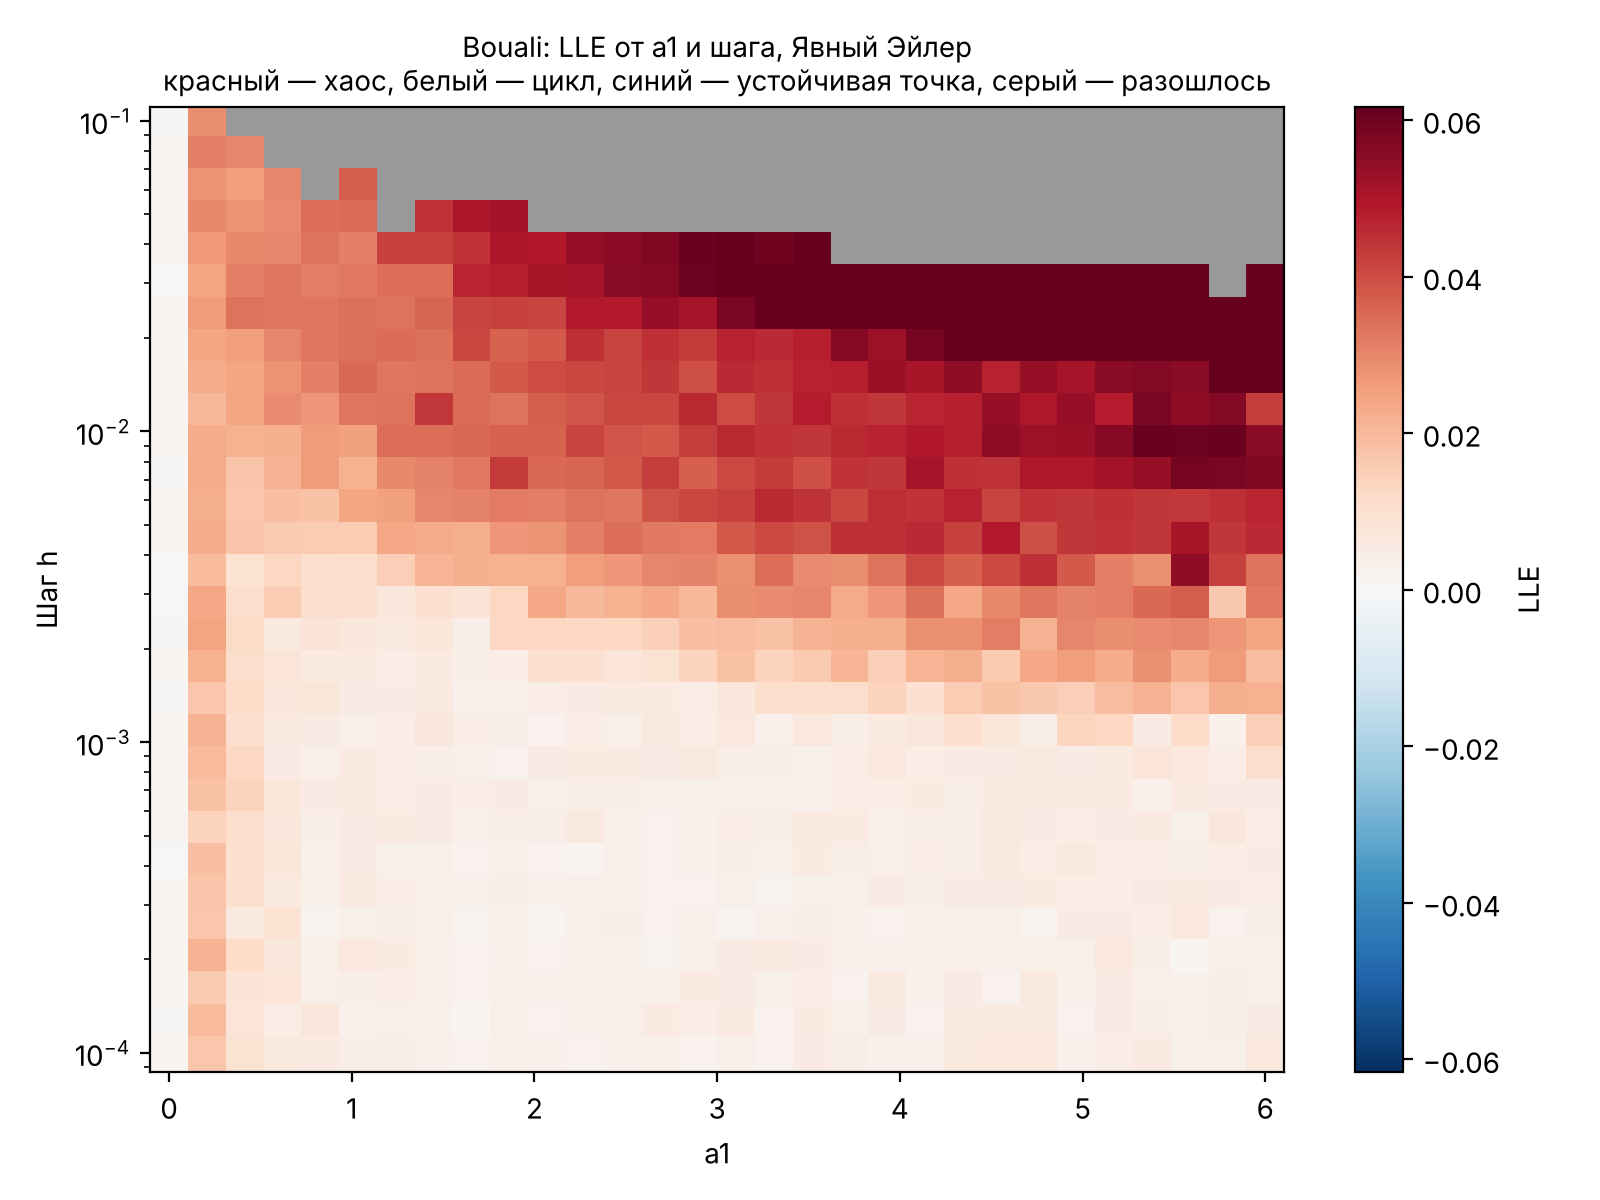 Bouali: LLE от a1 и шага, Явный Эйлер
красный — хаос, белый — цикл, синий — устойчивая точка, серый — разошлось
10⁻¹
10⁻²
10⁻³
10⁻⁴
Шаг h
0 1 2 3 4 5 6
a1
0.06
0.04
0.02
0.00
−0.02
−0.04
−0.06
LLE